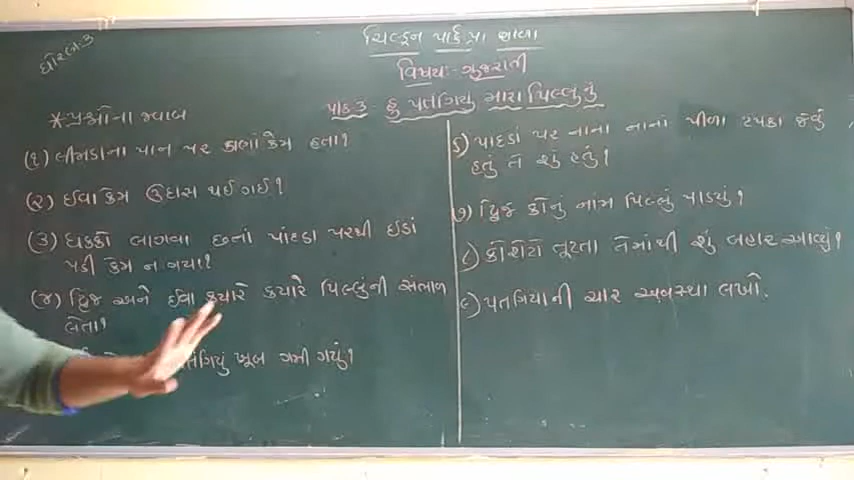 ધોરણ:૩
ચિલ્ડ્રન પાર્ક પ્રા શાળા
વિષય:- ગુજરાતી
પાઠ-૩ - હું પતંગિયું મારા પિલ્લુનું
*પ્રશ્નોના જવાબ
(૧) લીમડાના પાન પર કાણાં કેમ હતા?
(૨) ઈવા કેમ ઉદાસ થઈ ગઈ?
(૩) ધક્કો લાગવા છતાં પાંદડા પરથી ઈંડાં
પડી કેમ ન ગયા?
(૪) દ્વિજ અને ઈવા ક્યારે ક્યારે પિલ્લુની સંભાળ
લેતા?
પતંગિયું ખૂબ ગમી ગયું?
૬) પાદડાં પર નાના નાના પીળા ટપકા જેવું
હતું તે શું હતું?
૭) દ્વિજે કોનું નામ પિલ્લું પાડ્યું?
૮) કોશેટો તૂટતા તેમાંથી શું બહાર આવ્યું?
૯) પતંગિયાની ચાર અવસ્થા લખો.